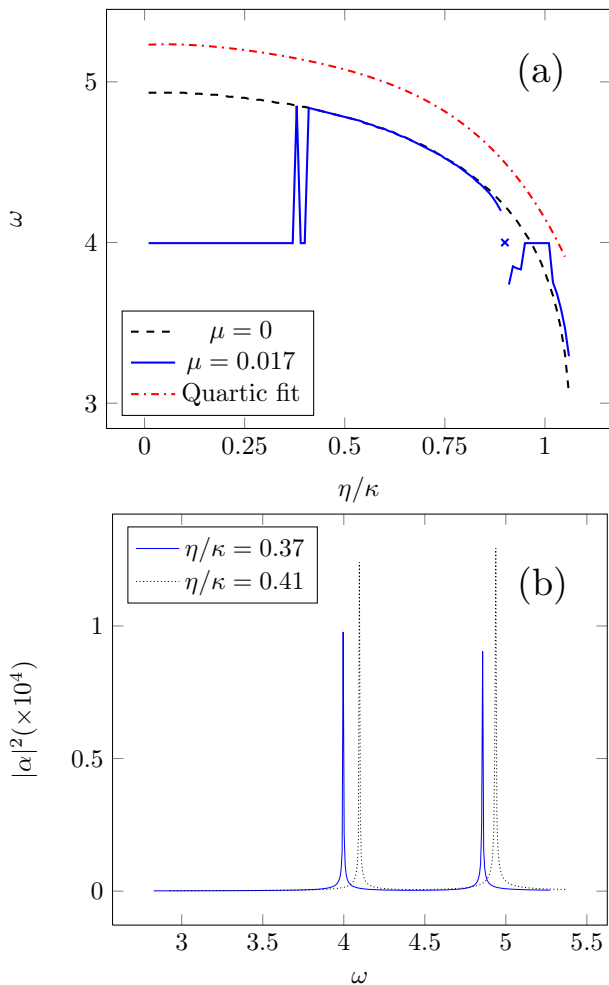 (a)
5
4
3
ω
μ = 0
μ = 0.017
Quartic fit
0 0.25 0.5 0.75 1
η/κ
η/κ = 0.37
η/κ = 0.41
(b)
1
0.5
0
|α|²(×10⁴)
3 3.5 4 4.5 5 5.5
ω